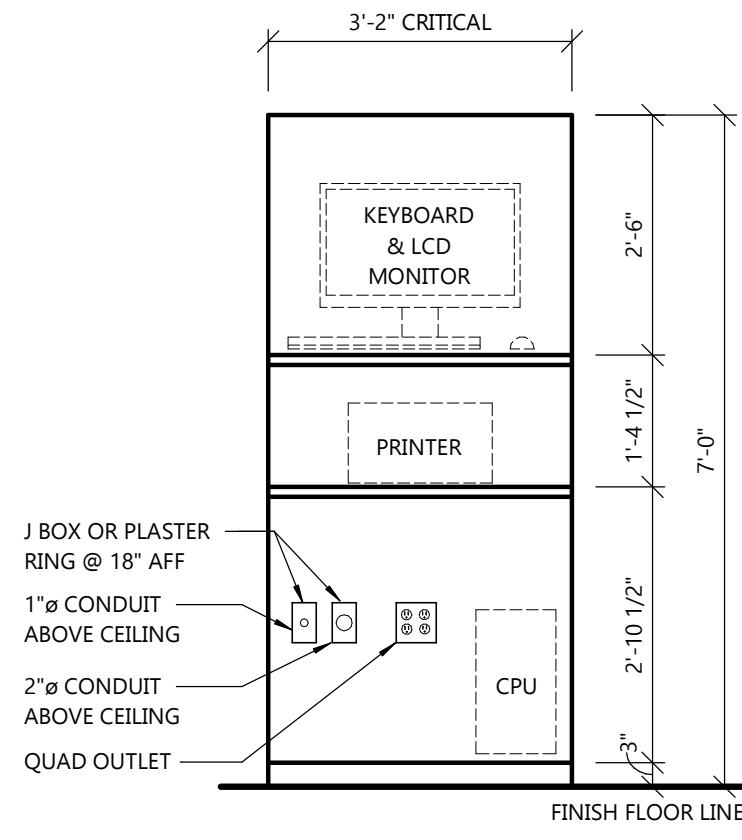 3'-2" CRITICAL
KEYBOARD
& LCD
MONITOR
2'-6"
PRINTER
1'-4 1/2"
7'-0"
J BOX OR PLASTER
RING @ 18" AFF
1"ø CONDUIT
ABOVE CEILING
2"ø CONDUIT
ABOVE CEILING
QUAD OUTLET
CPU
2'-10 1/2"
3"
FINISH FLOOR LINE